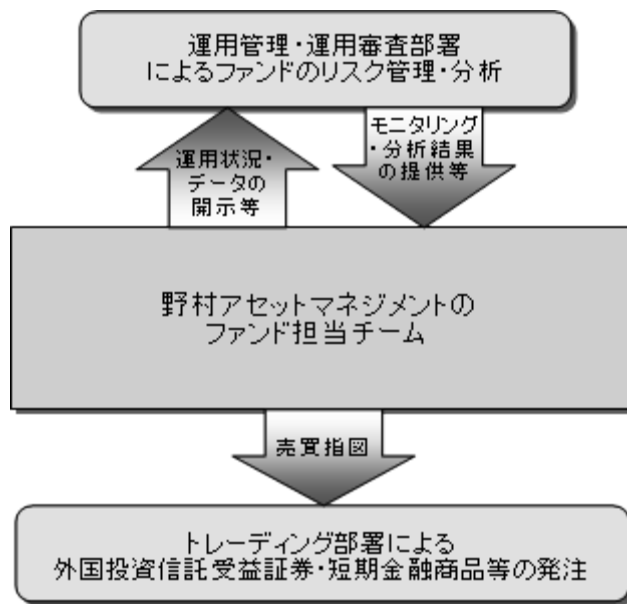 運用管理・運用審査部署
によるファンドのリスク管理・分析
運用状況・
データの
開示等
モニタリング
・分析結果
の提供等
野村アセットマネジメントの
ファンド担当チーム
売買指図
トレーディング部署による
外国投資信託受益証券・短期金融商品等の発注